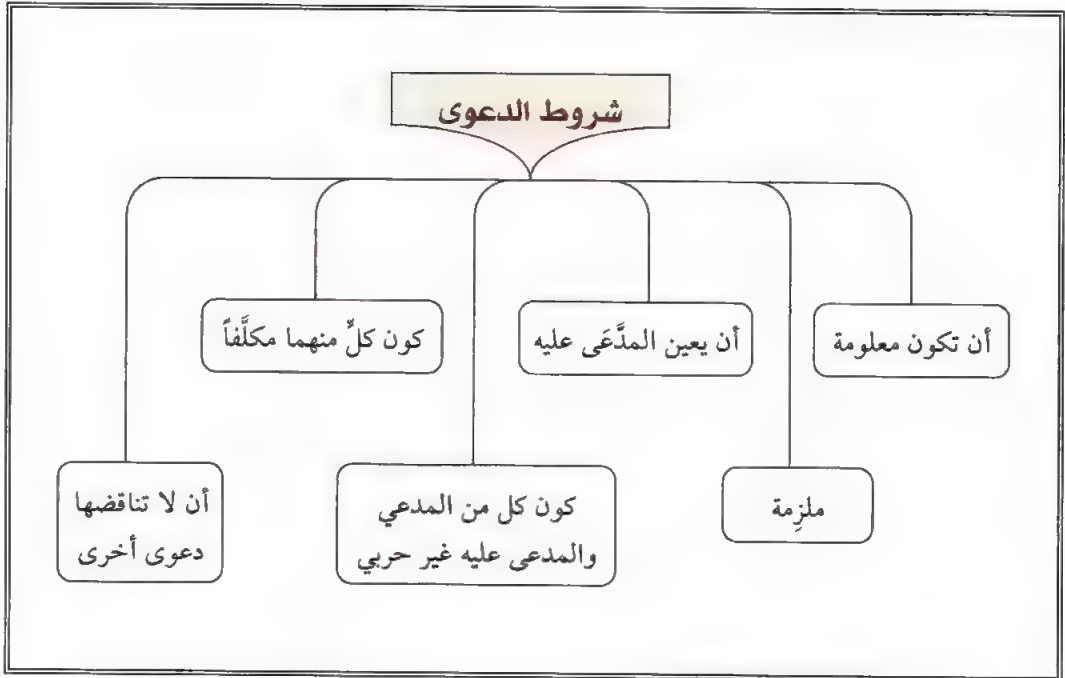 شروط الدعوى
أن تكون معلومة
ملزِمة
أن يعين المدَّعَى عليه
كون كل من المدعي
والمدعى عليه غير حربي
كون كلٍّ منهما مكلَّفاً
أن لا تناقضها
دعوى أخرى